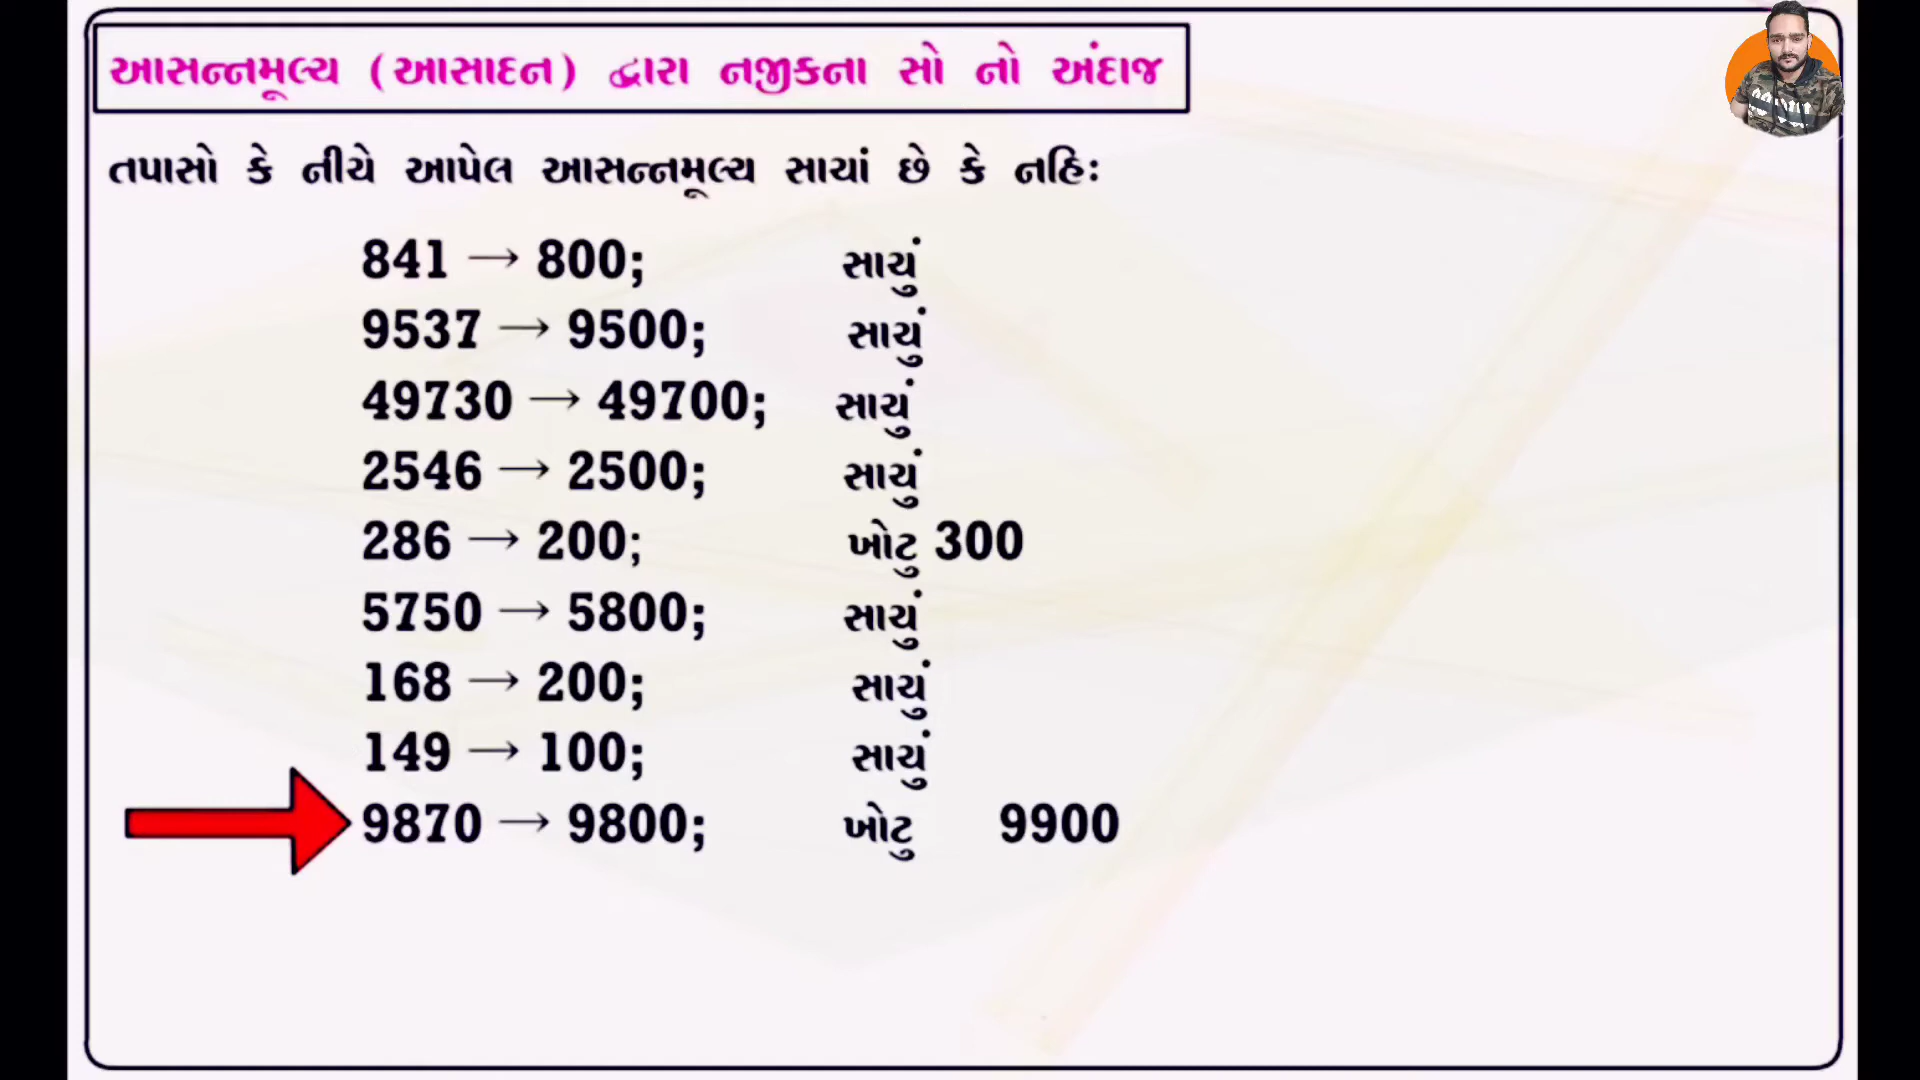 આસન્નમૂલ્ય (આસાદન) દ્વારા નજીકના સો નો અંદાજ
તપાસો કે નીચે આપેલ આસન્નમૂલ્ય સાચાં છે કે નહિઃ
841 → 800; સાચું
9537 → 9500; સાચું
49730 → 49700; સાચું
2546 → 2500; સાચું
286 → 200; ખોટુ 300
5750 → 5800; સાચું
168 → 200; સાચું
149 → 100; સાચું
9870 → 9800; ખોટુ 9900